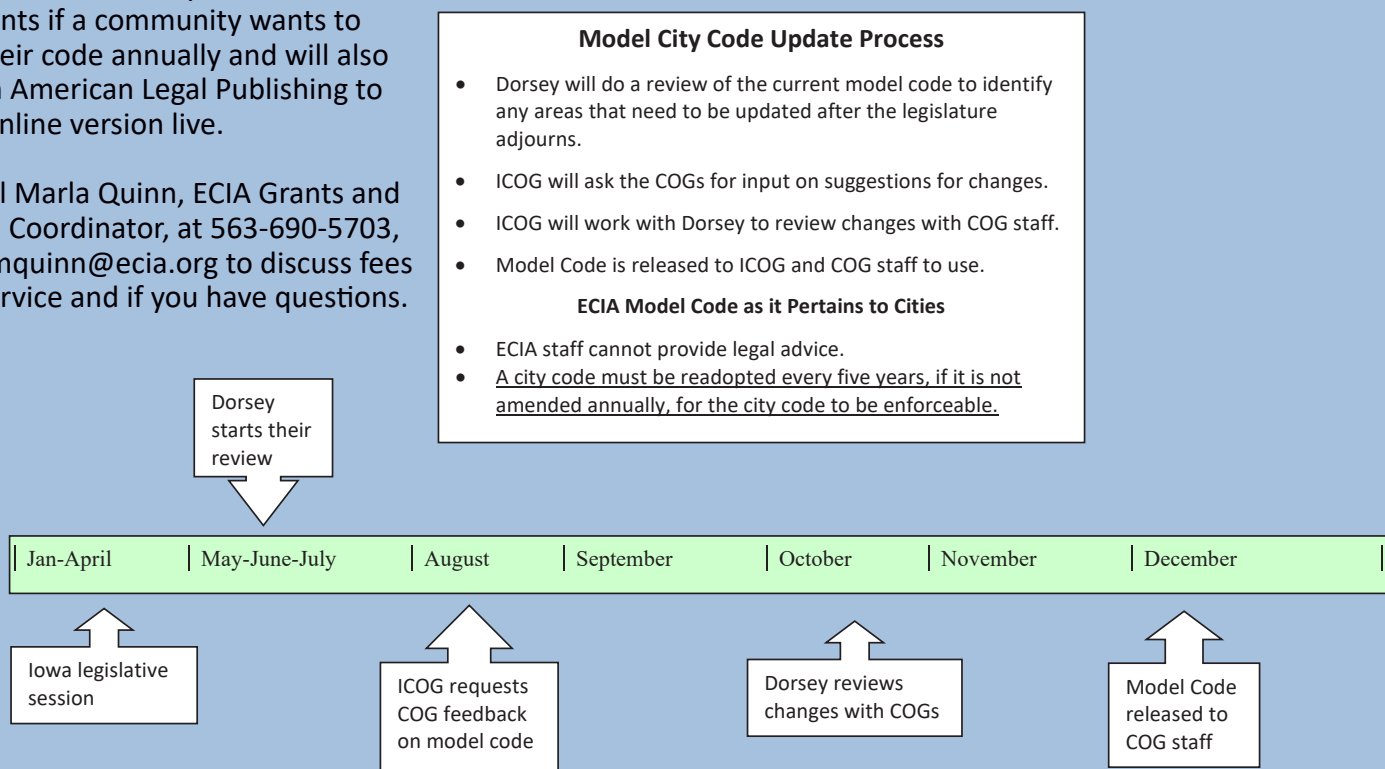 nts if a community wants to
eir code annually and will also
American Legal Publishing to
nline version live.
l Marla Quinn, ECIA Grants and
Coordinator, at 563-690-5703,
mquinn@ecia.org to discuss fees
rvice and if you have questions.
Model City Code Update Process
• Dorsey will do a review of the current model code to identify
any areas that need to be updated after the legislature
adjourns.
• ICOG will ask the COGs for input on suggestions for changes.
• ICOG will work with Dorsey to review changes with COG staff.
• Model Code is released to ICOG and COG staff to use.
ECIA Model Code as it Pertains to Cities
• ECIA staff cannot provide legal advice.
• A city code must be readopted every five years, if it is not
amended annually, for the city code to be enforceable.
Dorsey
starts their
review
Jan-April May-June-July August September October November December
Iowa legislative
session
ICOG requests
COG feedback
on model code
Dorsey reviews
changes with COGs
Model Code
released to
COG staff